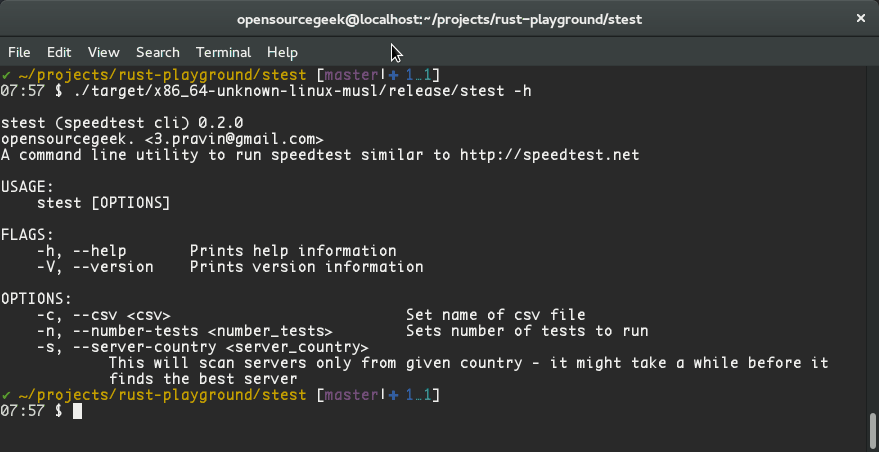 opensourcegeek@localhost:~/projects/rust-playground/stest
File Edit View Search Terminal Help
✔ ~/projects/rust-playground/stest [master|✚ 1…1]
07:57 $ ./target/x86_64-unknown-linux-musl/release/stest -h
stest (speedtest cli) 0.2.0
opensourcegeek. <3.pravin@gmail.com>
A command line utility to run speedtest similar to http://speedtest.net
USAGE:
    stest [OPTIONS]
FLAGS:
    -h, --help       Prints help information
    -V, --version    Prints version information
OPTIONS:
    -c, --csv <csv>                          Set name of csv file
    -n, --number-tests <number_tests>        Sets number of tests to run
    -s, --server-country <server_country>
            This will scan servers only from given country - it might take a while before it
            finds the best server
✔ ~/projects/rust-playground/stest [master|✚ 1…1]
07:57 $